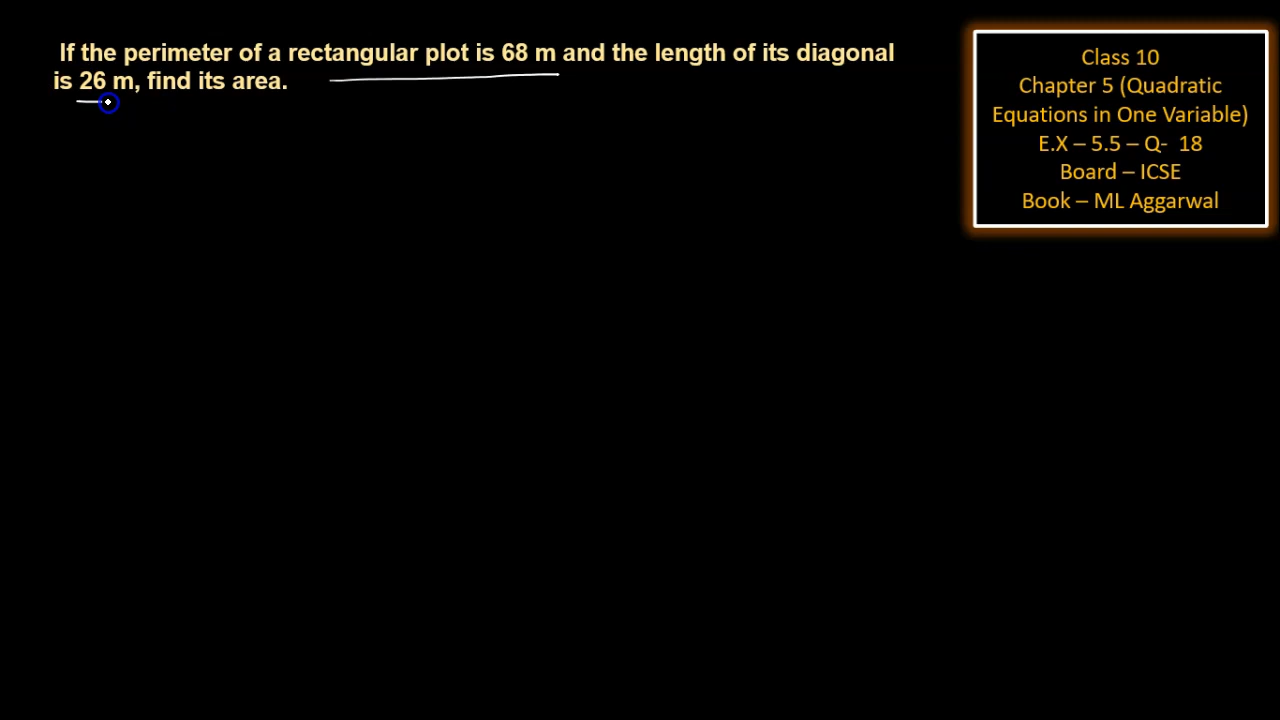 If the perimeter of a rectangular plot is 68 m and the length of its diagonal
is 26 m, find its area.
Class 10
Chapter 5 (Quadratic
Equations in One Variable)
E.X – 5.5 – Q- 18
Board – ICSE
Book – ML Aggarwal